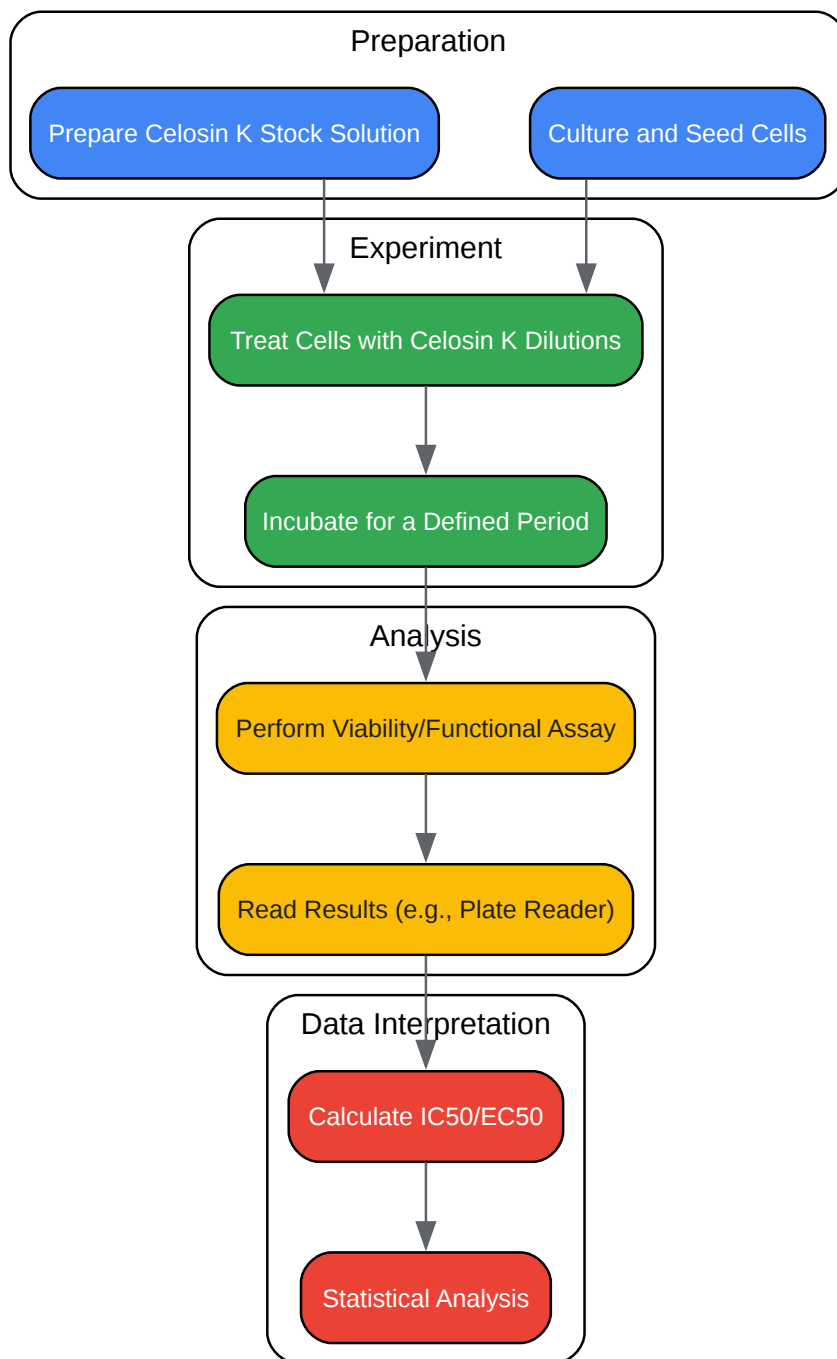 Preparation
Prepare Celosin K Stock Solution
Culture and Seed Cells
Experiment
Treat Cells with Celosin K Dilutions
Incubate for a Defined Period
Analysis
Perform Viability/Functional Assay
Read Results (e.g., Plate Reader)
Data Interpretation
Calculate IC50/EC50
Statistical Analysis